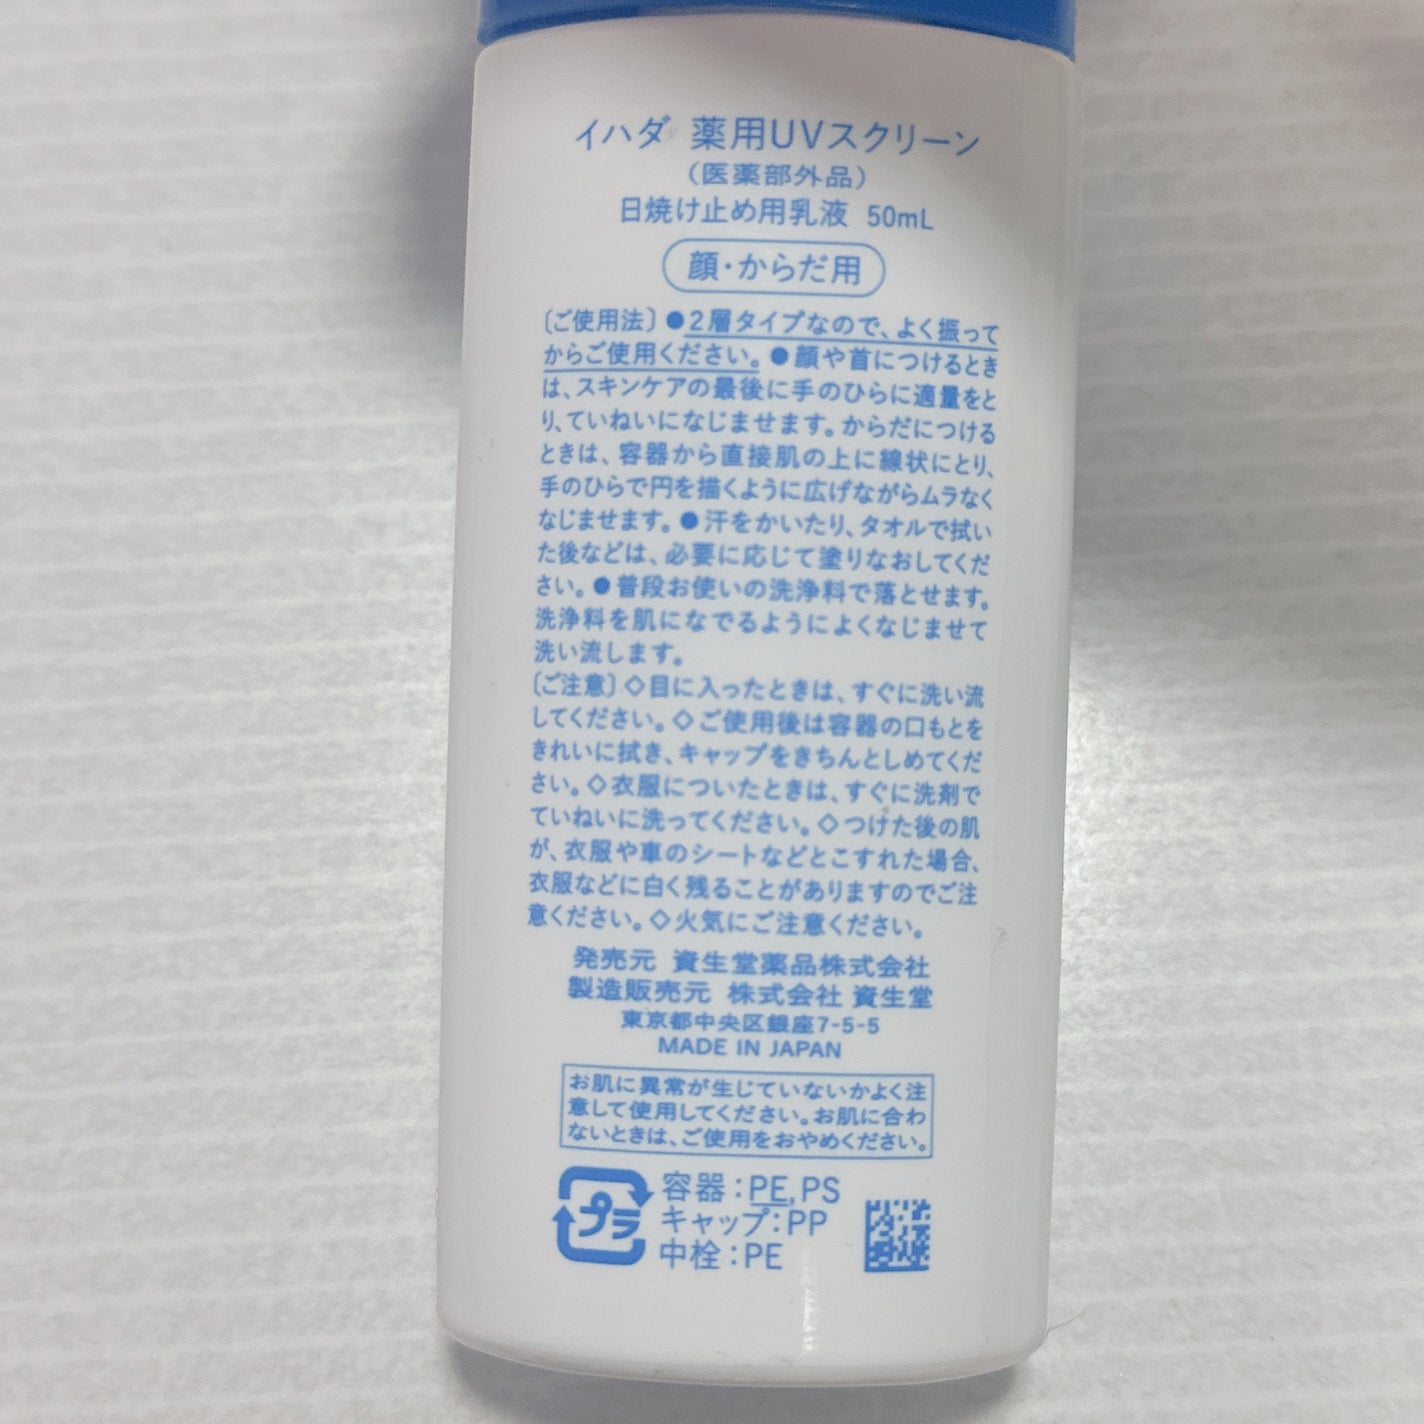 イハダ 薬用UVスクリーン
（医薬部外品）
日焼け止め用乳液 50mL
顔・からだ用
〔ご使用法〕●2層タイプなので、よく振って
からご使用ください。●顔や首につけるとき
は、スキンケアの最後に手のひらに適量をと
り、ていねいになじませます。からだにつける
ときは、容器から直接肌の上に線状にとり、
手のひらで円を描くように広げながらムラなく
なじませます。●汗をかいたり、タオルで拭い
た後などは、必要に応じて塗りなおしてくだ
さい。●普段お使いの洗浄料で落とせます。
洗浄料を肌になでるようによくなじませて
洗い流します。
〔ご注意〕◇目に入ったときは、すぐに洗い流
してください。◇ご使用後は容器の口もとを
きれいに拭き、キャップをきちんとしめてくだ
さい。◇衣服についたときは、すぐに洗剤で
ていねいに洗ってください。◇つけた後の肌
が、衣服や車のシートなどとこすれた場合、
衣服などに白く残ることがありますのでご注
意ください。◇火気にご注意ください。
発売元 資生堂薬品株式会社
製造販売元 株式会社 資生堂
東京都中央区銀座7-5-5
MADE IN JAPAN
お肌に異常が生じていないかよく注
意して使用してください。お肌に合わ
ないときは、ご使用をおやめください。
プラ
容器：PE,PS
キャップ：PP
中栓：PE